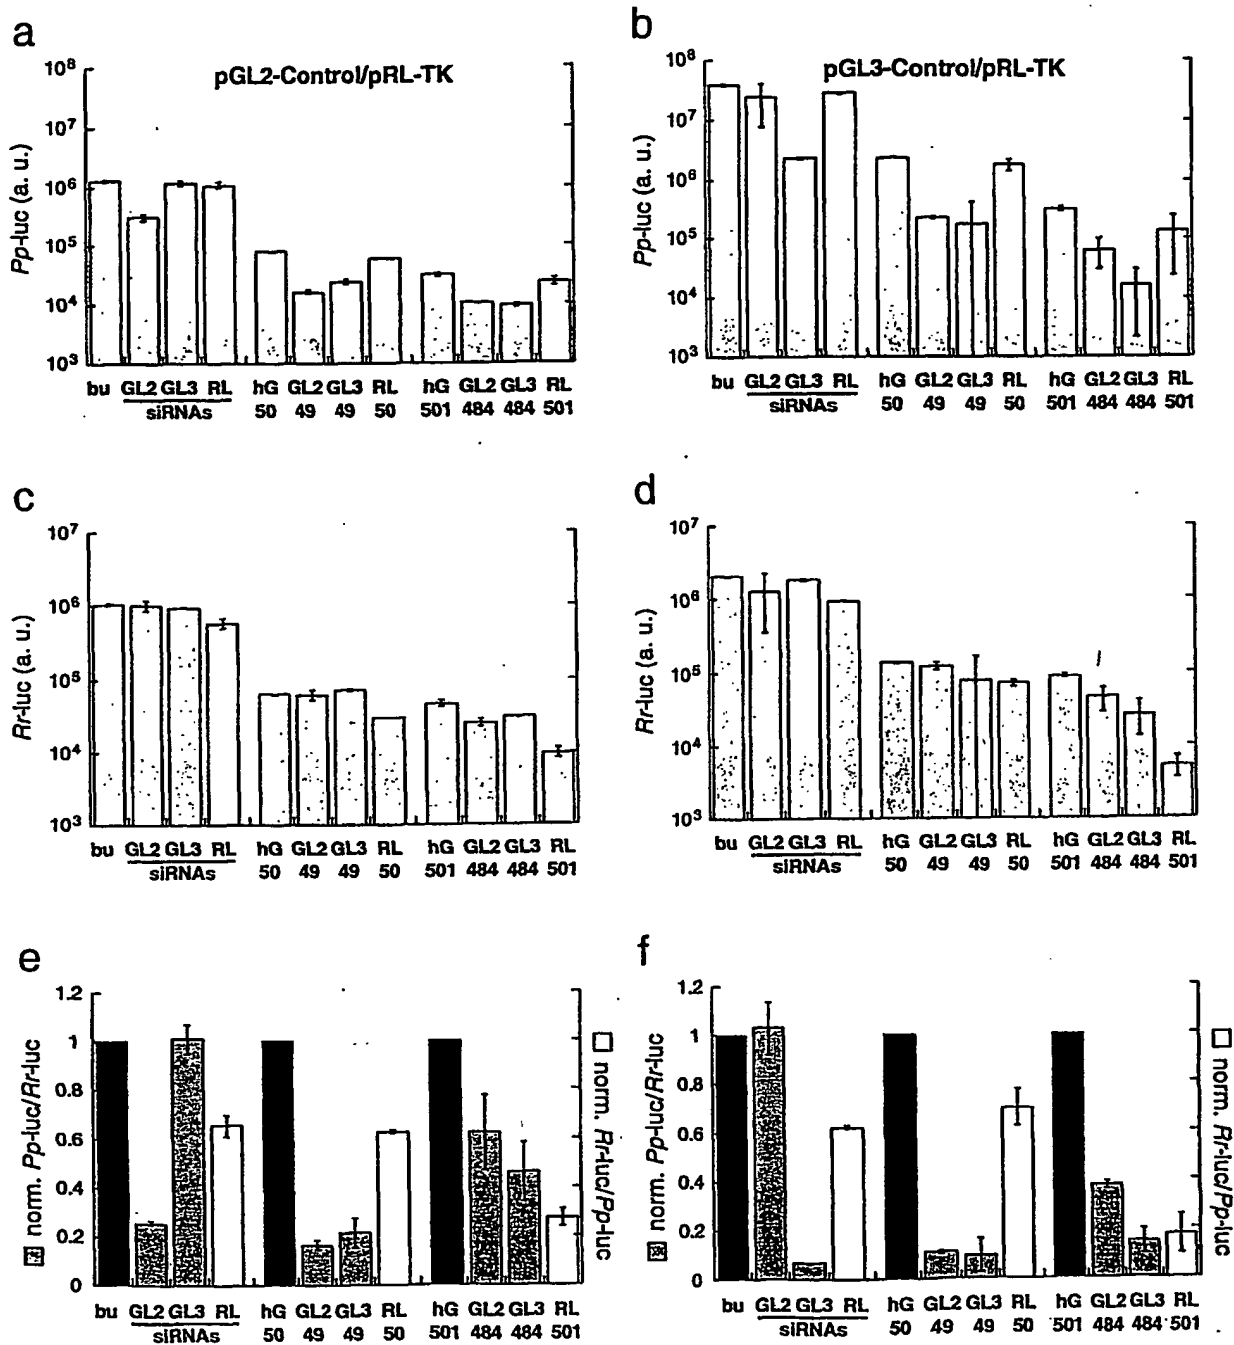 a
pGL2-Control/pRL-TK
Pp-luc (a. u.)
10⁸
10⁷
10⁶
10⁵
10⁴
10³
bu GL2 GL3 RL hG GL2 GL3 RL hG GL2 GL3 RL
siRNAs 50 49 49 50 501 484 484 501
b
pGL3-Control/pRL-TK
Pp-luc (a. u.)
10⁸
10⁷
10⁶
10⁵
10⁴
10³
bu GL2 GL3 RL hG GL2 GL3 RL hG GL2 GL3 RL
siRNAs 50 49 49 50 501 484 484 501
c
Rr-luc (a. u.)
10⁷
10⁶
10⁵
10⁴
10³
bu GL2 GL3 RL hG GL2 GL3 RL hG GL2 GL3 RL
siRNAs 50 49 49 50 501 484 484 501
d
Rr-luc (a. u.)
10⁷
10⁶
10⁵
10⁴
10³
bu GL2 GL3 RL hG GL2 GL3 RL hG GL2 GL3 RL
siRNAs 50 49 49 50 501 484 484 501
e
norm. Pp-luc/Rr-luc
1.2
1
0.8
0.6
0.4
0.2
0
norm. Rr-luc/Pp-luc
bu GL2 GL3 RL hG GL2 GL3 RL hG GL2 GL3 RL
siRNAs 50 49 49 50 501 484 484 501
f
norm. Pp-luc/Rr-luc
1.2
1
0.8
0.6
0.4
0.2
0
norm. Rr-luc/Pp-luc
bu GL2 GL3 RL hG GL2 GL3 RL hG GL2 GL3 RL
siRNAs 50 49 49 50 501 484 484 501